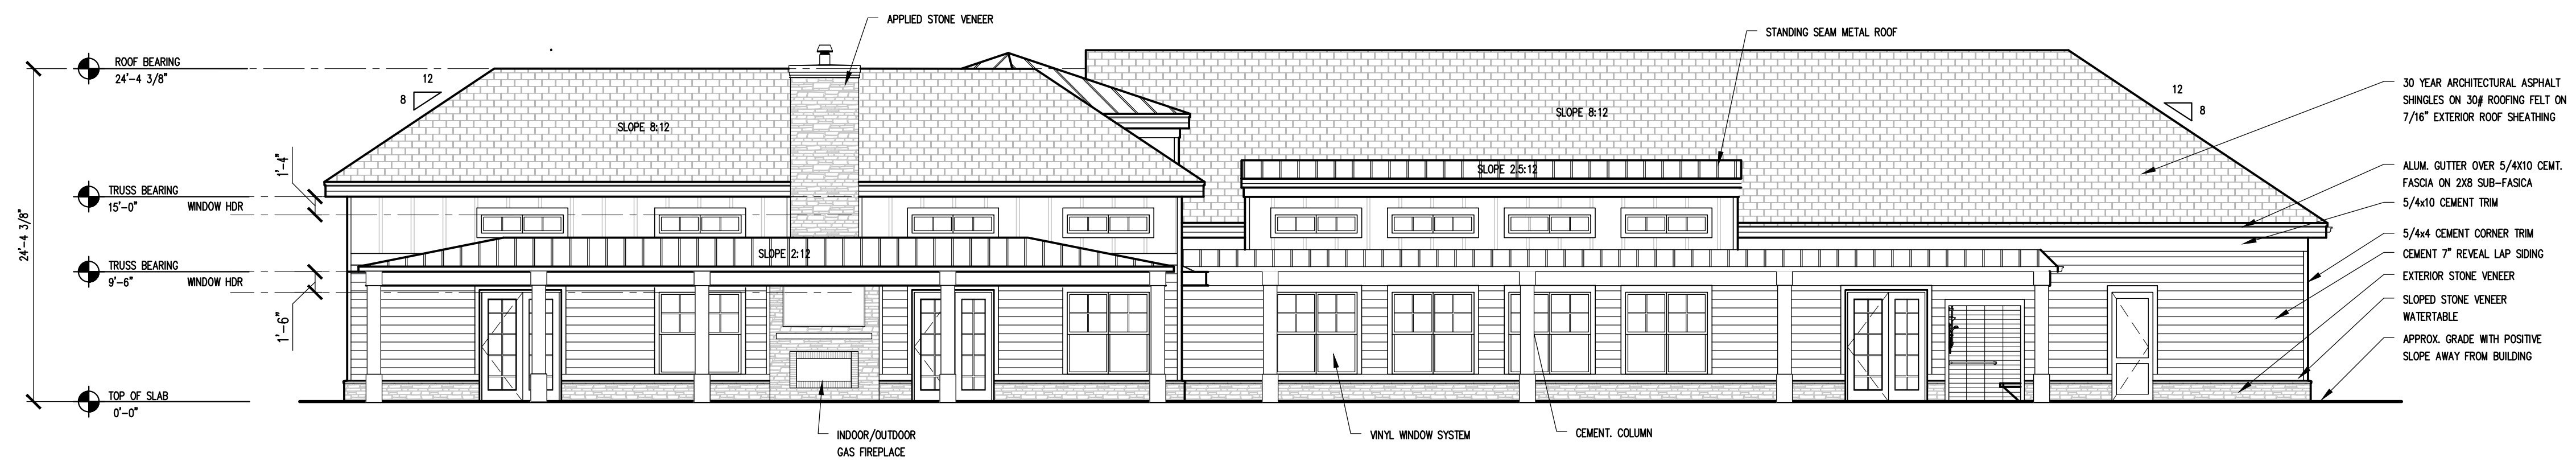 APPLIED STONE VENEER
STANDING SEAM METAL ROOF
ROOF BEARING
24'-4 3/8"
12
8
SLOPE 8:12
SLOPE 8:12
12
8
30 YEAR ARCHITECTURAL ASPHALT
SHINGLES ON 30# ROOFING FELT ON
7/16" EXTERIOR ROOF SHEATHING
1'-4"
SLOPE 2.5:12
ALUM. GUTTER OVER 5/4X10 CEMT.
FASCIA ON 2X8 SUB-FASICA
TRUSS BEARING
15'-0"
WINDOW HDR
5/4x10 CEMENT TRIM
24'-4 3/8"
5/4x4 CEMENT CORNER TRIM
SLOPE 2:12
CEMENT 7" REVEAL LAP SIDING
TRUSS BEARING
9'-6"
WINDOW HDR
EXTERIOR STONE VENEER
1'-6"
SLOPED STONE VENEER
WATERTABLE
APPROX. GRADE WITH POSITIVE
SLOPE AWAY FROM BUILDING
TOP OF SLAB
0'-0"
INDOOR/OUTDOOR
GAS FIREPLACE
VINYL WINDOW SYSTEM
CEMENT. COLUMN